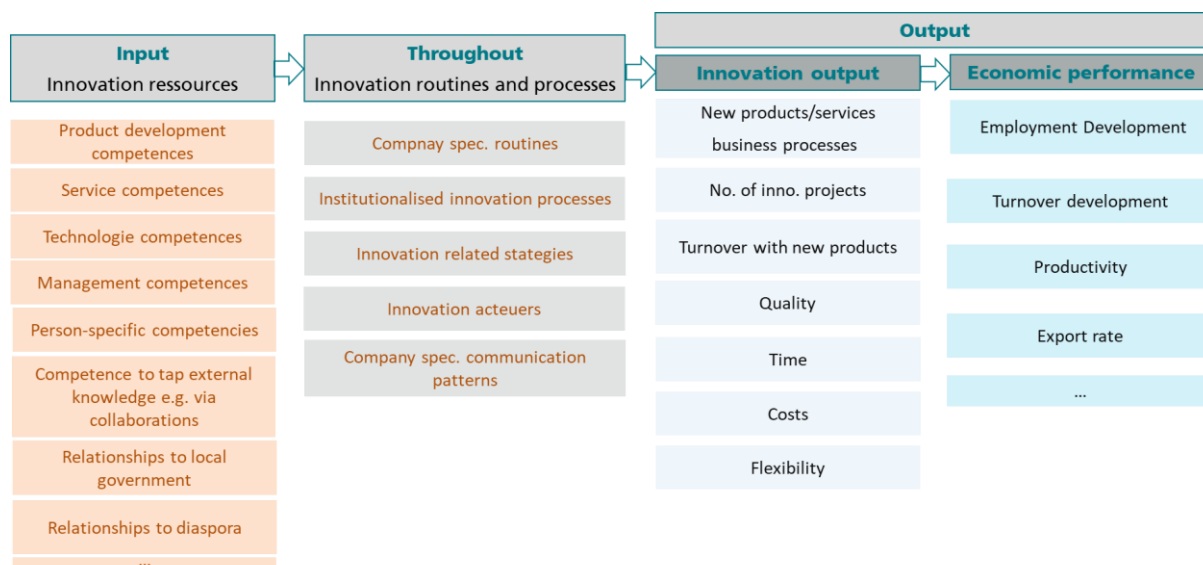 Input
Innovation ressources
Product development
competences
Service competences
Technologie competences
Management competences
Person-specific competencies
Competence to tap external
knowledge e.g. via
collaborations
Relationships to local
government
Relationships to diaspora
...
Throughout
Innovation routines and processes
Compnay spec. routines
Institutionalised innovation processes
Innovation related stategies
Innovation acteuers
Company spec. communication
patterns
Output
Innovation output
New products/services
business processes
No. of inno. projects
Turnover with new products
Quality
Time
Costs
Flexibility
Economic performance
Employment Development
Turnover development
Productivity
Export rate
...